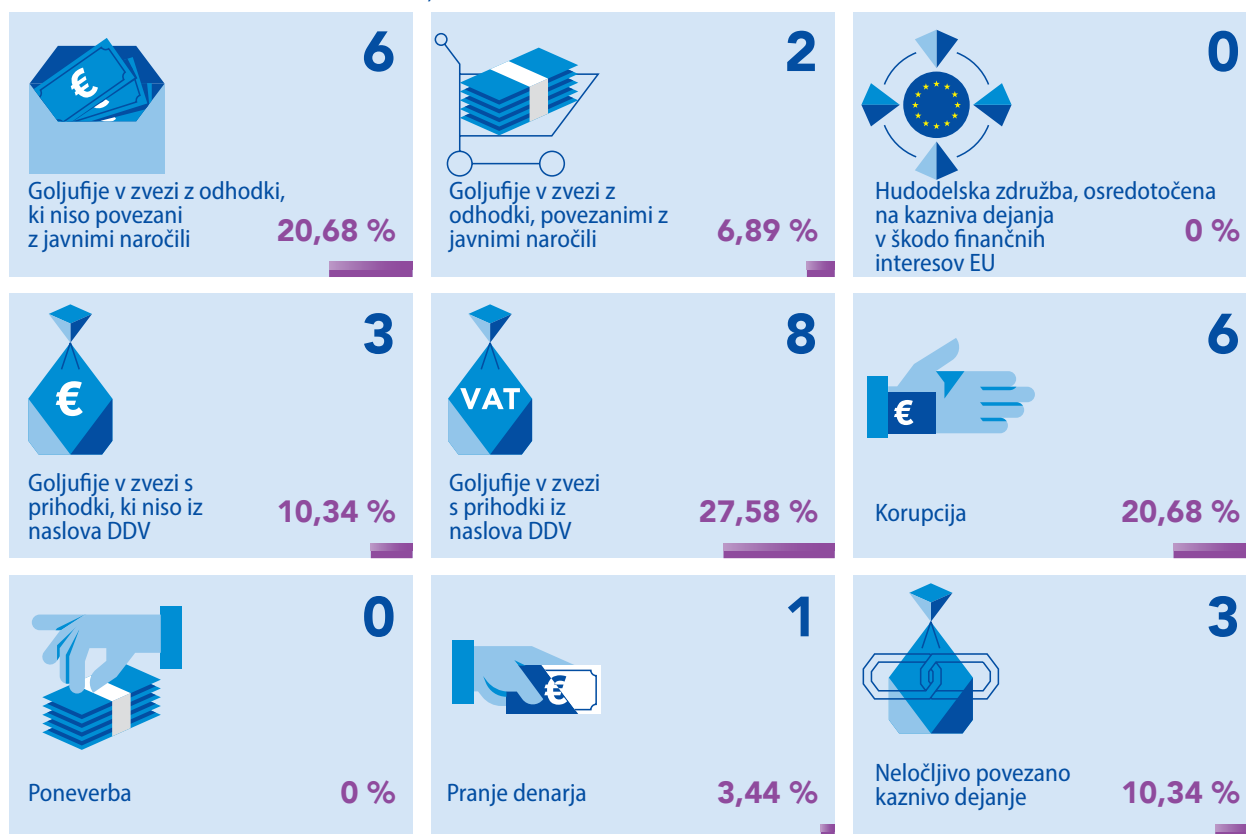 6
€
Goljufije v zvezi z odhodki,
ki niso povezani
z javnimi naročili
20,68 %
2
Goljufije v zvezi z
odhodki, povezanimi z
javnimi naročili
6,89 %
0
Hudodelska združba, osredotočena
na kazniva dejanja
v škodo finančnih
interesov EU
0 %
3
€
Goljufije v zvezi s
prihodki, ki niso iz
naslova DDV
10,34 %
8
VAT
Goljufije v zvezi
s prihodki iz
naslova DDV
27,58 %
6
€
Korupcija
20,68 %
0
Poneverba
0 %
1
€
Pranje denarja
3,44 %
3
Neločljivo povezano
kaznivo dejanje
10,34 %